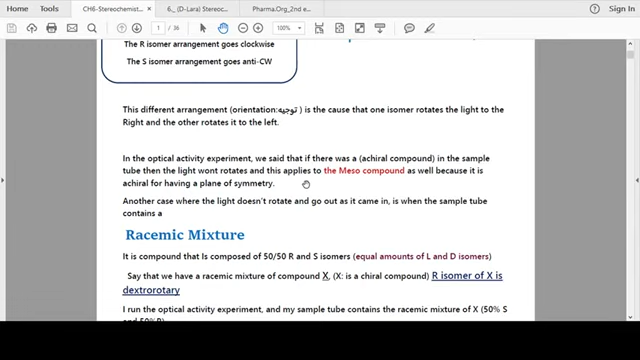 CH6-Stereochemist...
6._ (D-Lara) Stereoc...
Pharma.Org_2nd e...
1 / 36
100%
The R isomer arrangement goes clockwise
The S isomer arrangement goes anti-CW
This different arrangement (orientation:توجيه ) is the cause that one isomer rotates the light to the
Right and the other rotates it to the left.
In the optical activity experiment, we said that if there was a (achiral compound) in the sample
tube then the light wont rotates and this applies to the Meso compound as well because it is
achiral for having a plane of symmetry.
Another case where the light doesn't rotate and go out as it came in, is when the sample tube
contains a
Racemic Mixture
It is compound that Is composed of 50/50 R and S isomers (equal amounts of L and D isomers)
Say that we have a racemic mixture of compound X, (X: is a chiral compound) R isomer of X is
dextrorotary
I run the optical activity experiment, and my sample tube contains the racemic mixture of X (50% S
and 50% R)